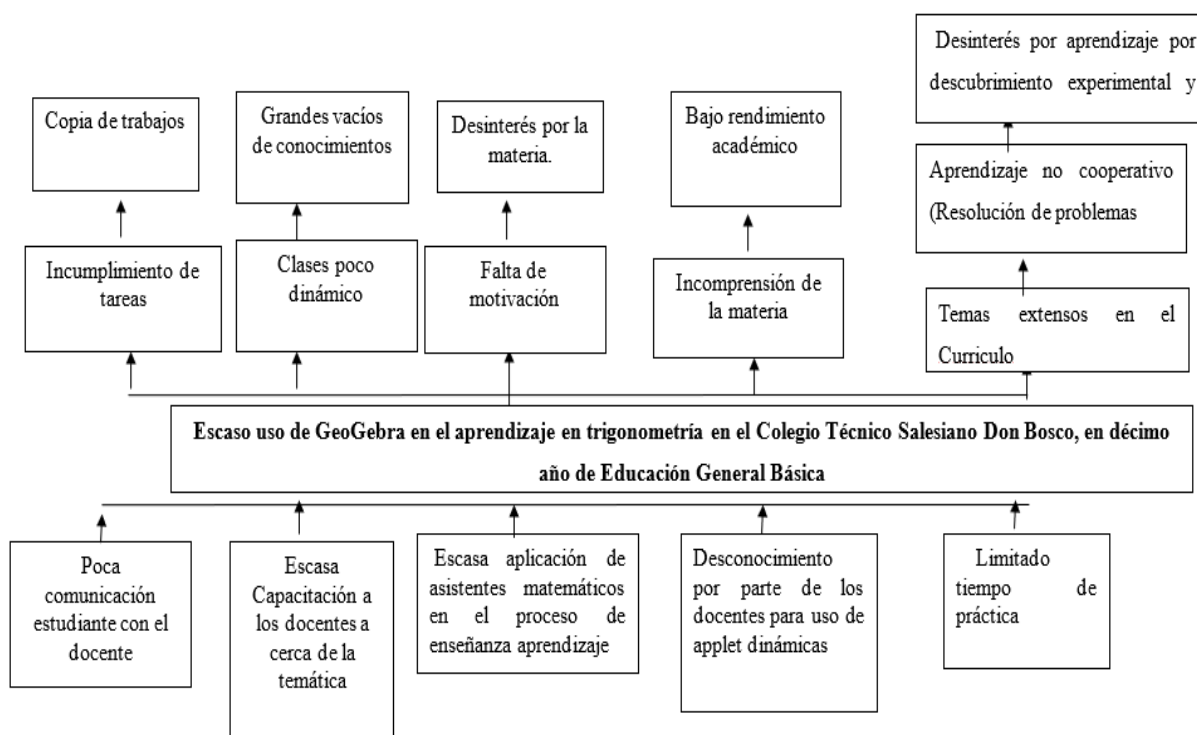 Desinterés por aprendizaje por
descubrimiento experimental y
Copia de trabajos
Grandes vacíos
de conocimientos
Desinterés por la
materia.
Bajo rendimiento
académico
Aprendizaje no cooperativo
(Resolución de problemas
Incumplimiento de
tareas
Clases poco
dinámico
Falta de
motivación
Incomprensión de
la materia
Temas extensos en el
Curriculo
Escaso uso de GeoGebra en el aprendizaje en trigonometría en el Colegio Técnico Salesiano Don Bosco, en décimo
año de Educación General Básica
Poca
comunicación
estudiante con el
docente
Escasa
Capacitación a
los docentes a
cerca de la
temática
Escasa aplicación de
asistentes matemáticos
en el proceso de
enseñanza aprendizaje
Desconocimiento
por parte de los
docentes para uso de
applet dinámicas
Limitado
tiempo de
práctica